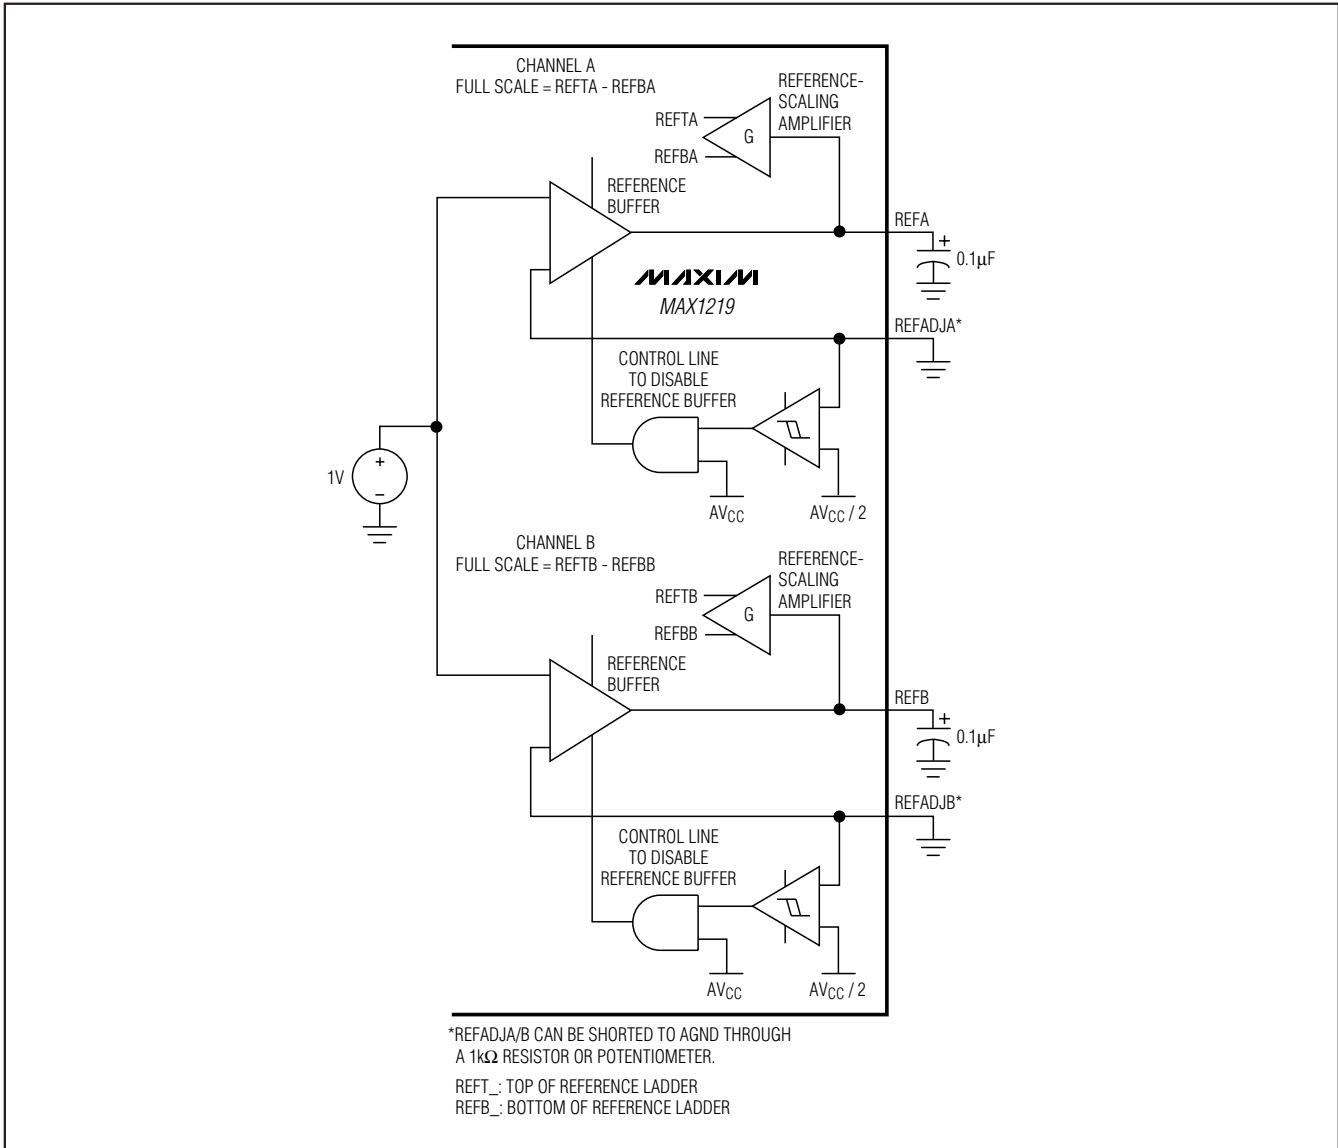 CHANNEL A
FULL SCALE = REFTA - REFBA
REFERENCE-
SCALING
AMPLIFIER
REFTA
G
REFBA
REFERENCE
BUFFER
REFA
+
0.1μF
MAXIM
MAX1219
REFADJA*
CONTROL LINE
TO DISABLE
REFERENCE BUFFER
1V
+
−
AVCC
AVCC / 2
CHANNEL B
FULL SCALE = REFTB - REFBB
REFERENCE-
SCALING
AMPLIFIER
REFTB
G
REFBB
REFERENCE
BUFFER
REFB
+
0.1μF
REFADJB*
CONTROL LINE
TO DISABLE
REFERENCE BUFFER
AVCC
AVCC / 2
*REFADJA/B CAN BE SHORTED TO AGND THROUGH
A 1kΩ RESISTOR OR POTENTIOMETER.
REFT_: TOP OF REFERENCE LADDER
REFB_: BOTTOM OF REFERENCE LADDER